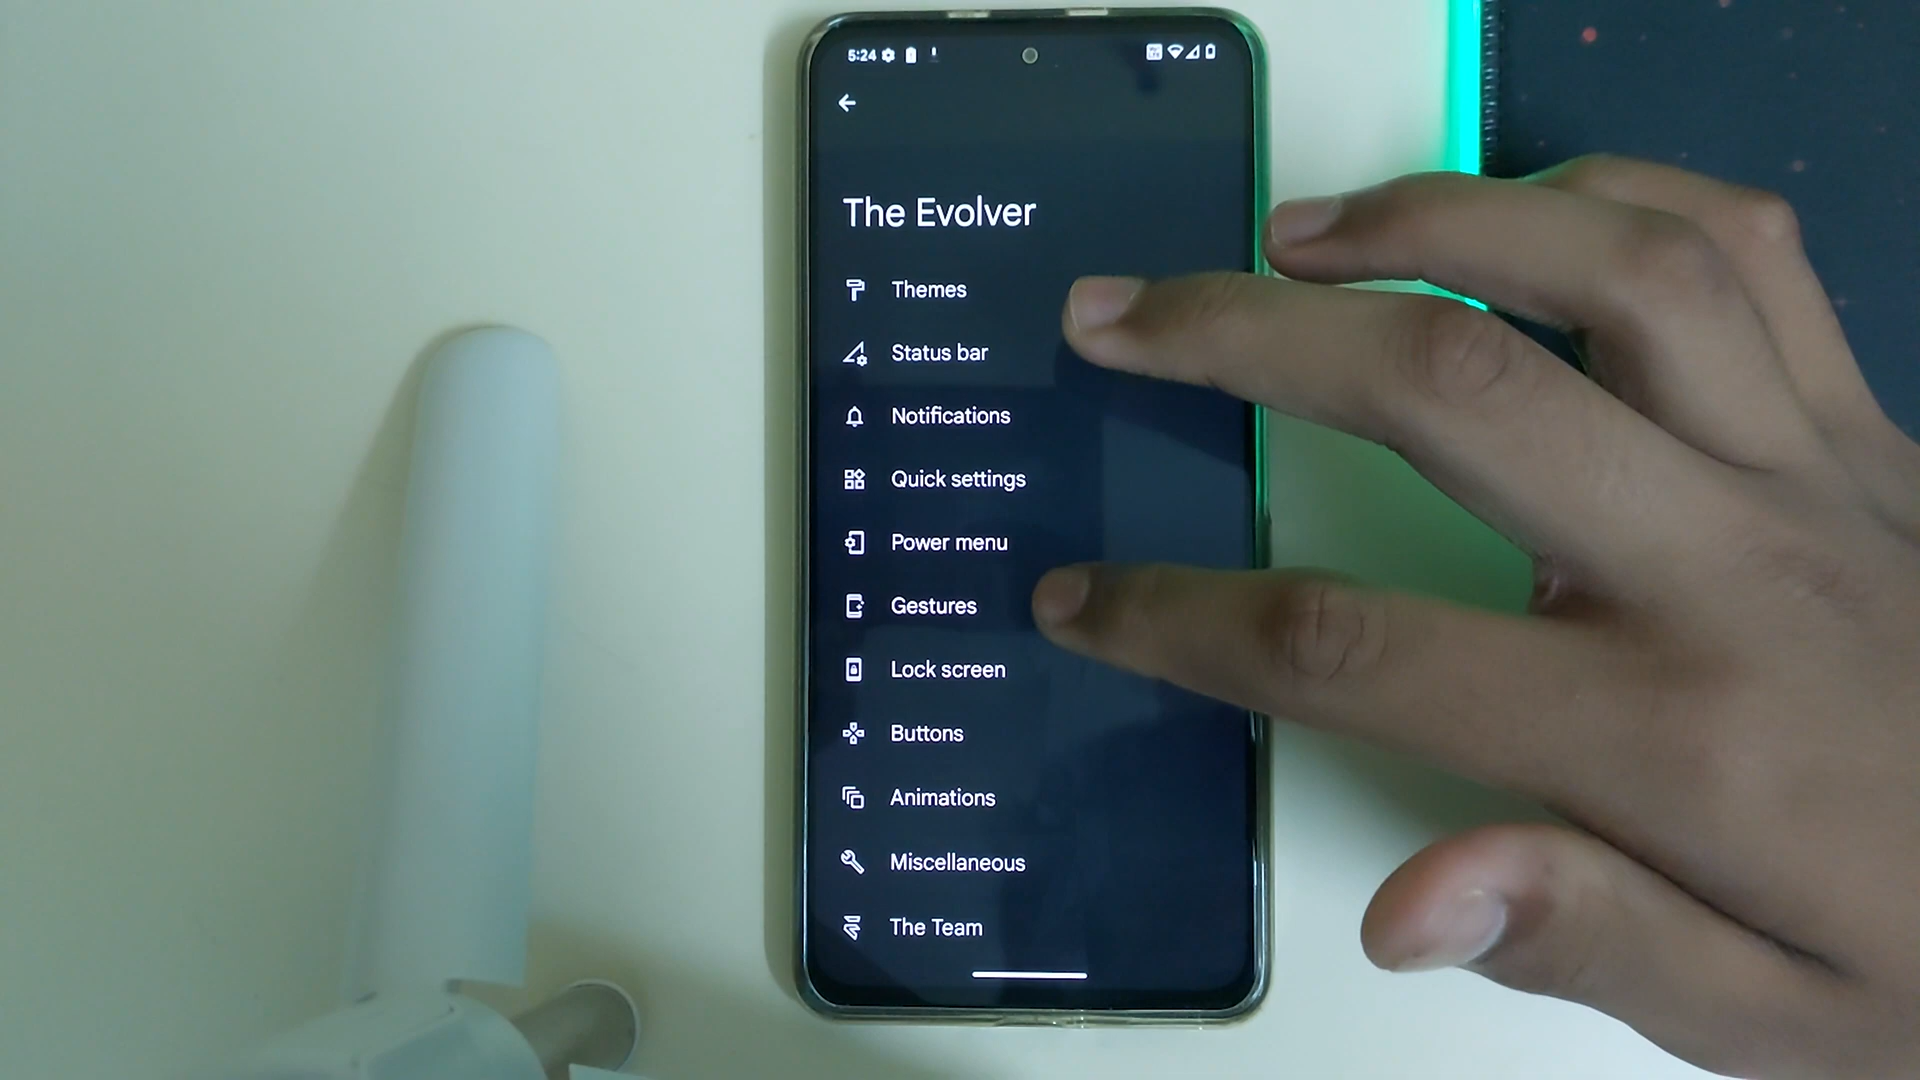 5:24
The Evolver
Themes
Status bar
Notifications
Quick settings
Power menu
Gestures
Lock screen
Buttons
Animations
Miscellaneous
The Team